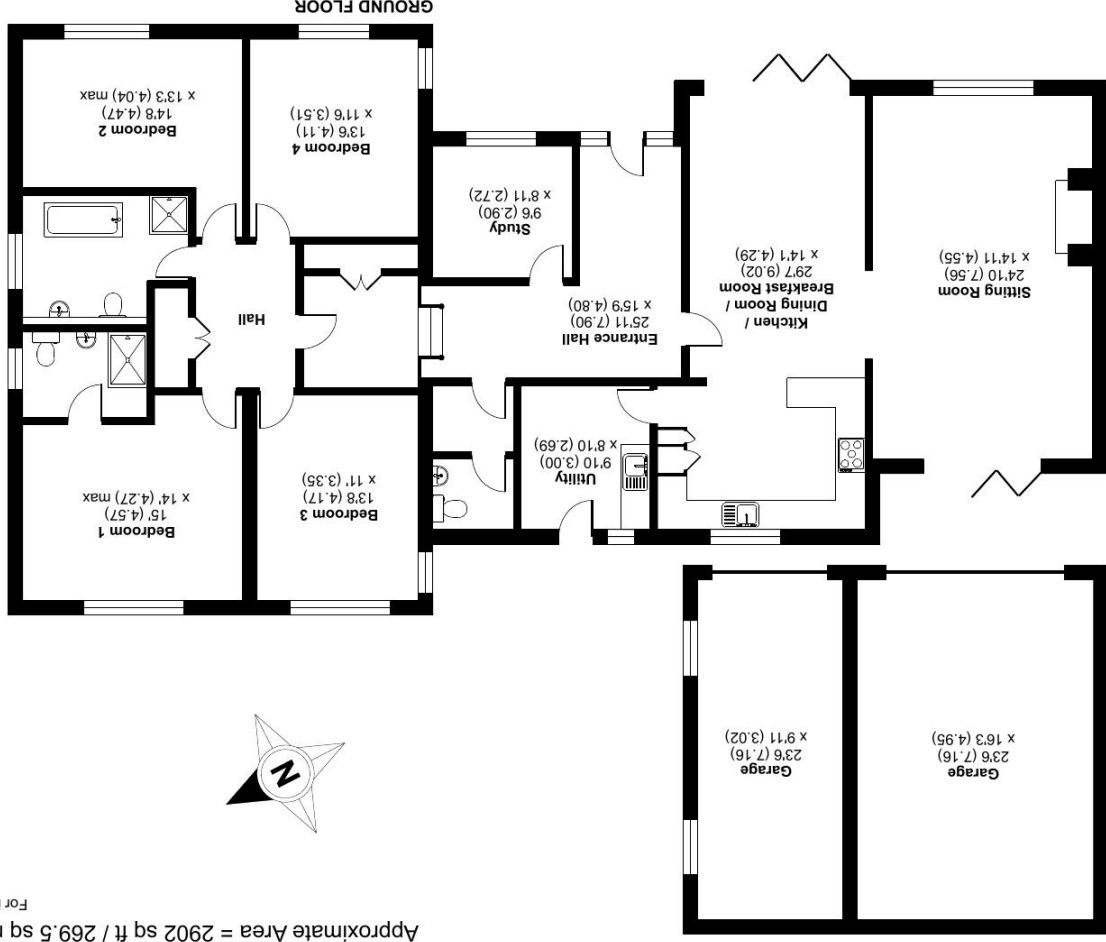 Approximate Area = 2902 sq ft / 269.5 sq
For
Garage
23'6 (7.16)
x 16'3 (4.95)
Garage
23'6 (7.16)
x 9'11 (3.02)
N
Utility
9'10 (3.00)
x 8'10 (2.69)
Bedroom 3
13'8 (4.17)
x 11' (3.35)
Bedroom 1
15' (4.57)
x 14' (4.27) max
Sitting Room
24'10 (7.56)
x 14'11 (4.55)
Kitchen /
Dining Room /
Breakfast Room
29'7 (9.02)
x 14'1 (4.29)
Entrance Hall
25'11 (7.90)
x 15'9 (4.80)
Hall
Study
9'6 (2.90)
x 8'11 (2.72)
Bedroom 4
13'6 (4.11)
x 11'6 (3.51)
Bedroom 2
14'8 (4.47)
x 13'3 (4.04) max
GROUND FLOOR